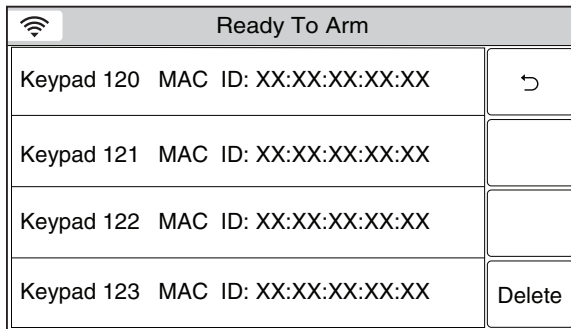 Ready To Arm
Keypad 120 MAC ID: XX:XX:XX:XX:XX
Keypad 121 MAC ID: XX:XX:XX:XX:XX
Keypad 122 MAC ID: XX:XX:XX:XX:XX
Keypad 123 MAC ID: XX:XX:XX:XX:XX
Delete